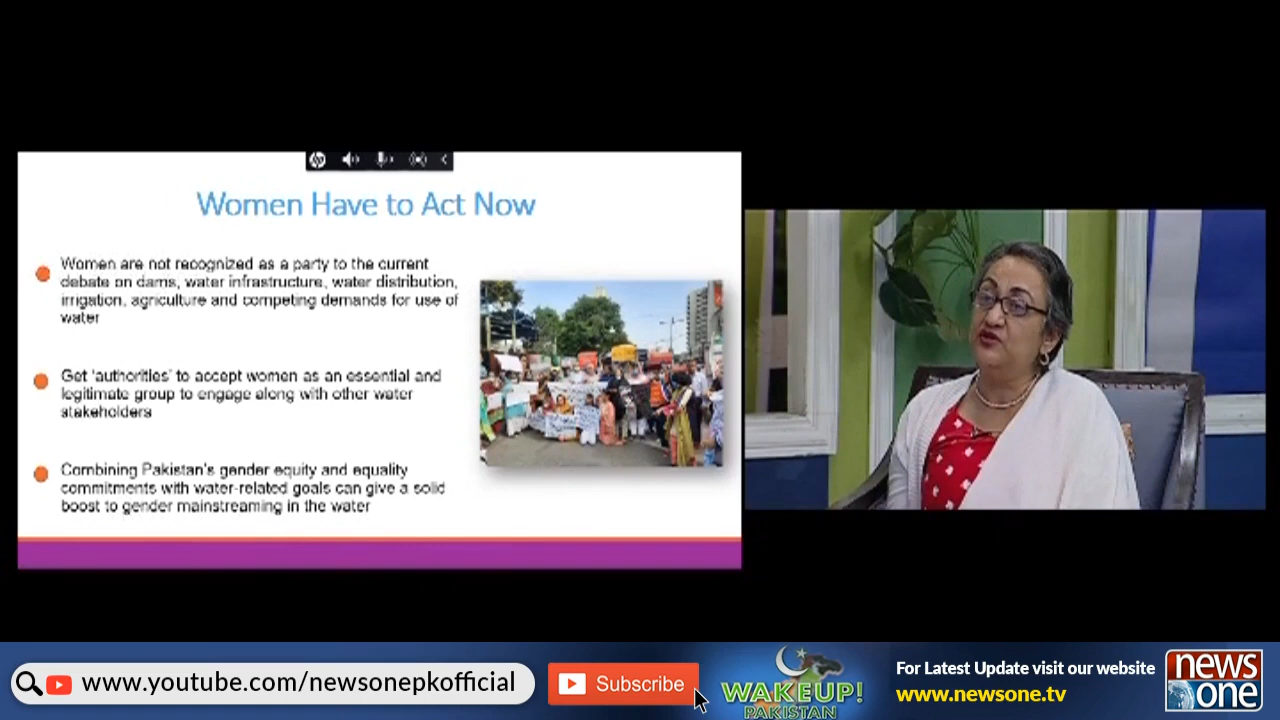 Women Have to Act Now
Women are not recognized as a party to the current
debate on dams, water infrastructure, water distribution,
irrigation, agriculture and competing demands for use of
water
Get 'authorities' to accept women as an essential and
legitimate group to engage along with other water
stakeholders
Combining Pakistan's gender equity and equality
commitments with water-related goals can give a solid
boost to gender mainstreaming in the water
www.youtube.com/newsonepkofficial
Subscribe
WAKEUP!
PAKISTAN
For Latest Update visit our website
www.newsone.tv
news
one